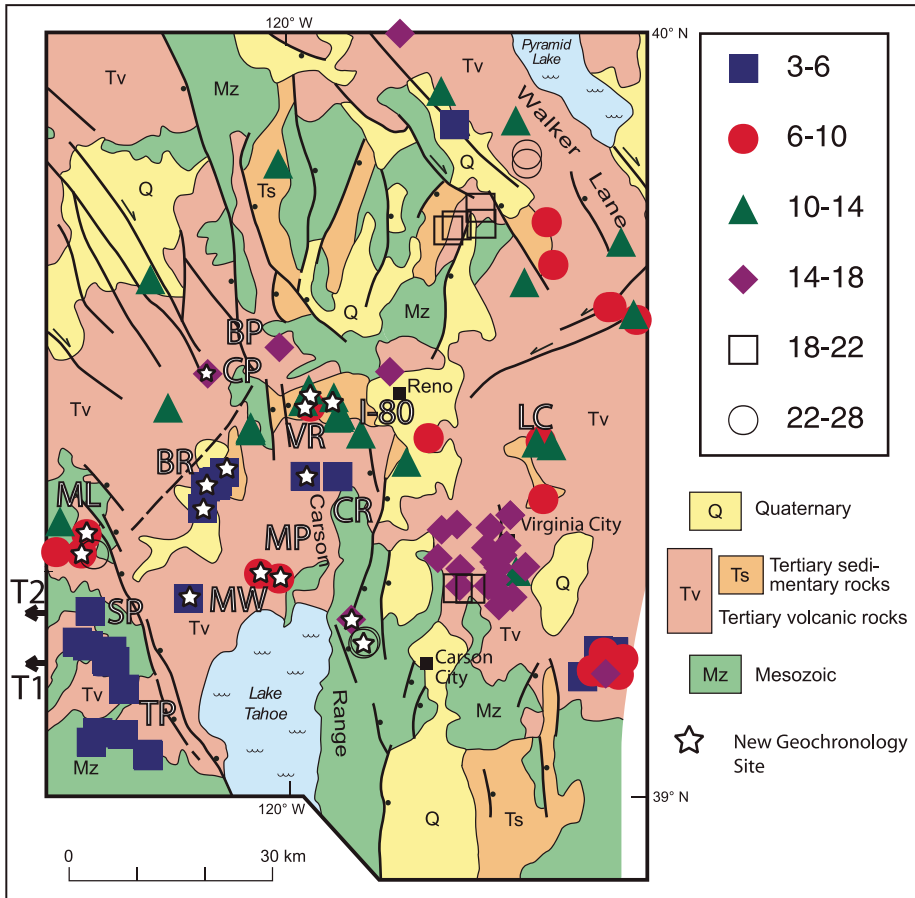 120° W
40° N
Pyramid
Lake
Tv
Mz
Tv
Walker
Lane
Q
Ts
Q
Q
Mz
BP
CP
Reno
I-80
VR
LC
Tv
Tv
BR
ML
Carson
CR
Virginia City
MP
Q
T2
SP
MW
Tv
Tv
T1
Carson
City
Tv
Lake
Tahoe
Range
TP
Mz
Mz
120° W
39° N
Q
Ts
0
30 km
3-6
6-10
10-14
14-18
18-22
22-28
Q
Quaternary
Tv
Ts
Tertiary sedi-
mentary rocks
Tertiary volcanic rocks
Mz
Mesozoic
New Geochronology
Site